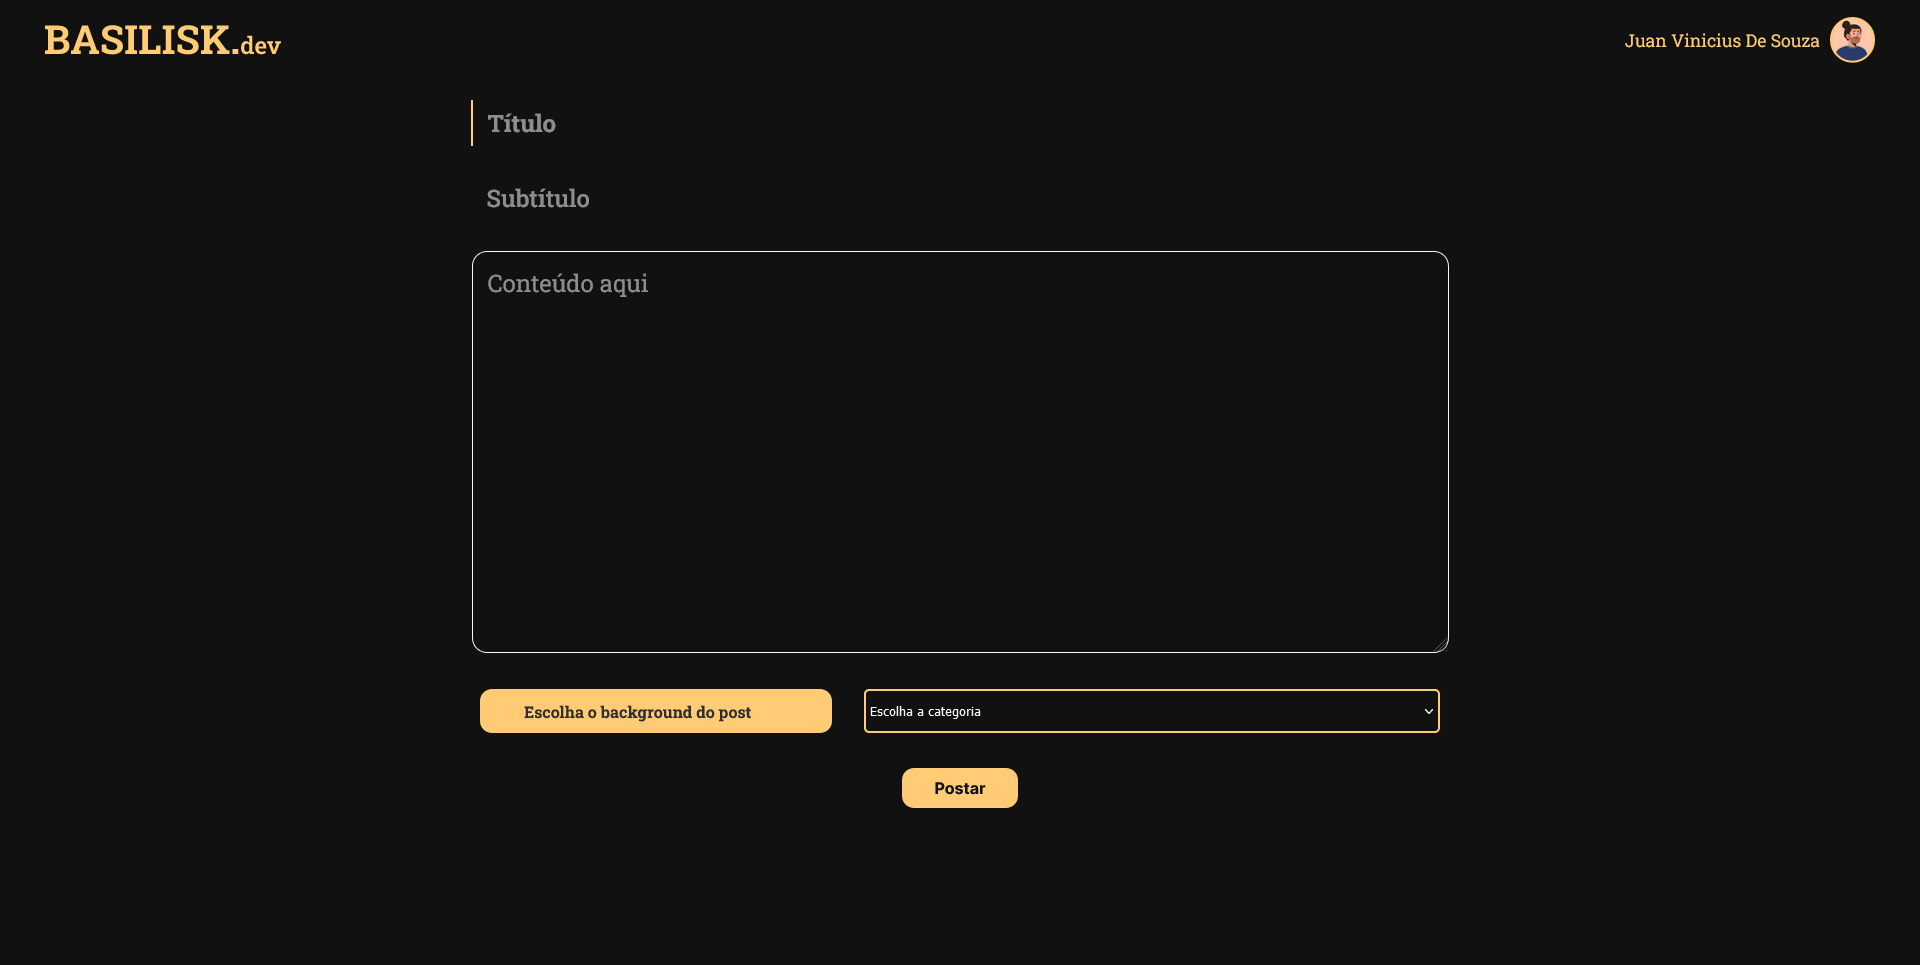 BASILISK.dev
Juan Vinicius De Souza
Título
Subtítulo
Conteúdo aqui
Escolha o background do post
Escolha a categoria
Postar